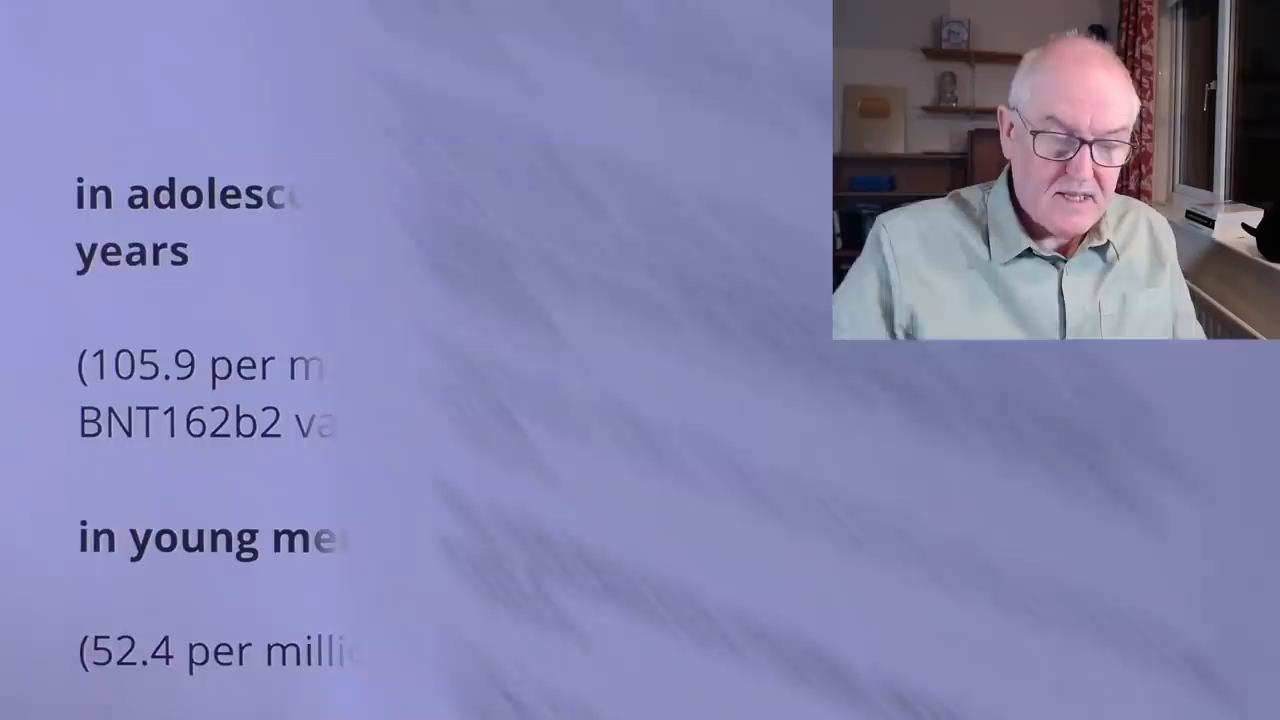 in adolesc
years
(105.9 per m
BNT162b2 va
in young me
(52.4 per milli